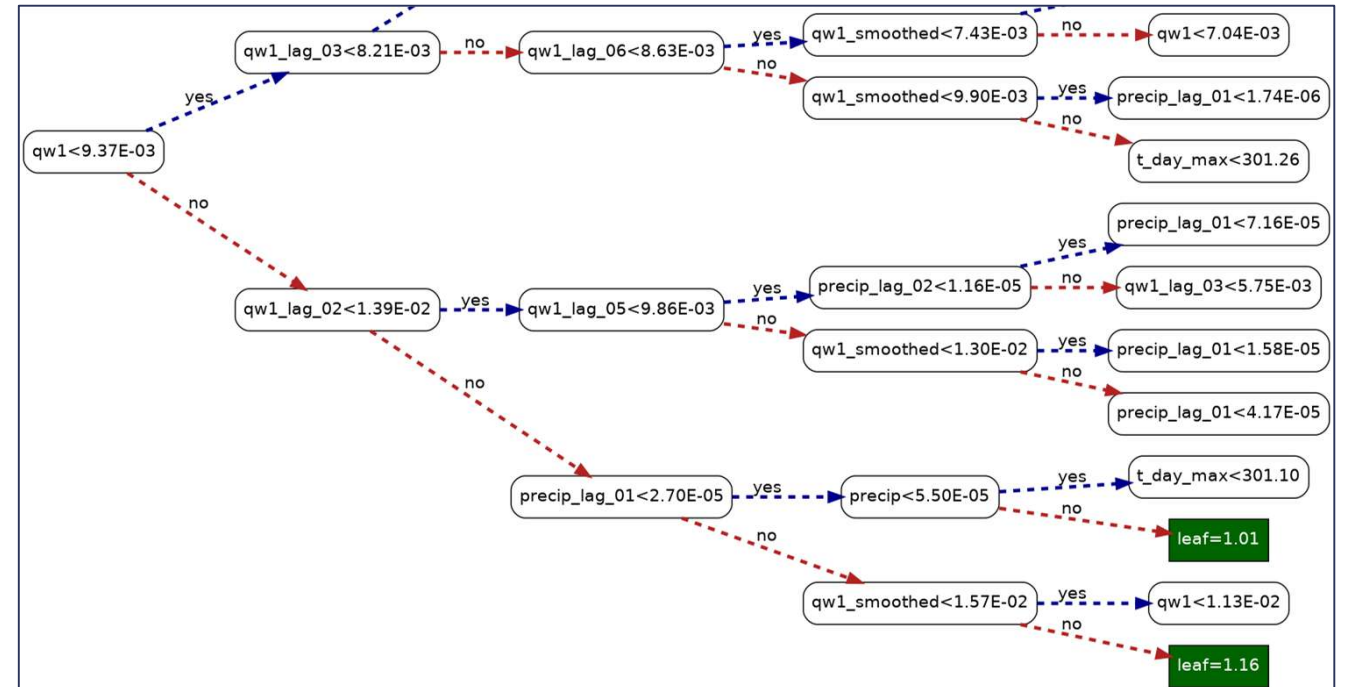 qw1_lag_03<8.21E-03
no
qw1_lag_06<8.63E-03
yes
qw1_smoothed<7.43E-03
no
qw1<7.04E-03
no
qw1_smoothed<9.90E-03
yes
precip_lag_01<1.74E-06
no
t_day_max<301.26
yes
qw1<9.37E-03
no
precip_lag_01<7.16E-05
yes
qw1_lag_02<1.39E-02
yes
qw1_lag_05<9.86E-03
yes
precip_lag_02<1.16E-05
no
qw1_lag_03<5.75E-03
no
qw1_smoothed<1.30E-02
yes
precip_lag_01<1.58E-05
no
precip_lag_01<4.17E-05
no
precip_lag_01<2.70E-05
yes
precip<5.50E-05
yes
t_day_max<301.10
no
leaf=1.01
no
qw1_smoothed<1.57E-02
yes
qw1<1.13E-02
no
leaf=1.16